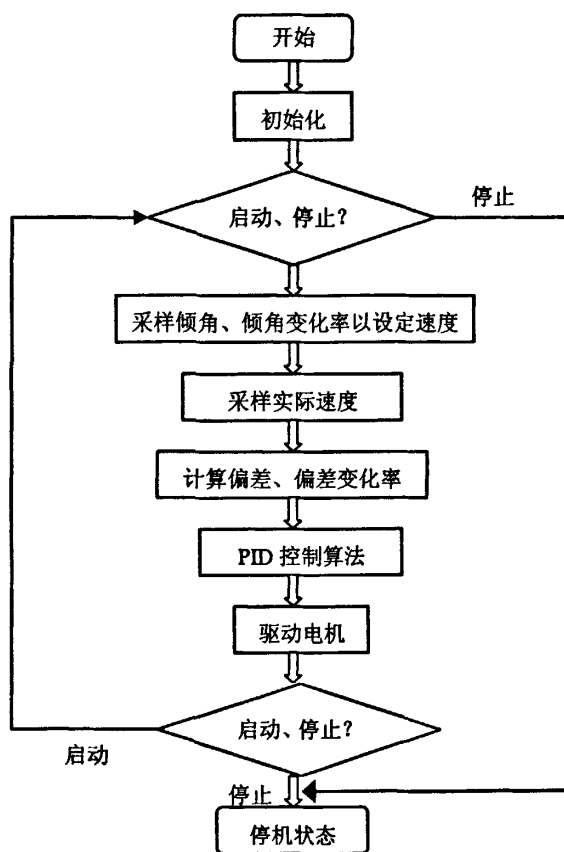 开始
初始化
启动、停止?
停止
采样倾角、倾角变化率以设定速度
采样实际速度
计算偏差、偏差变化率
PID 控制算法
驱动电机
启动、停止?
启动
停止
停机状态